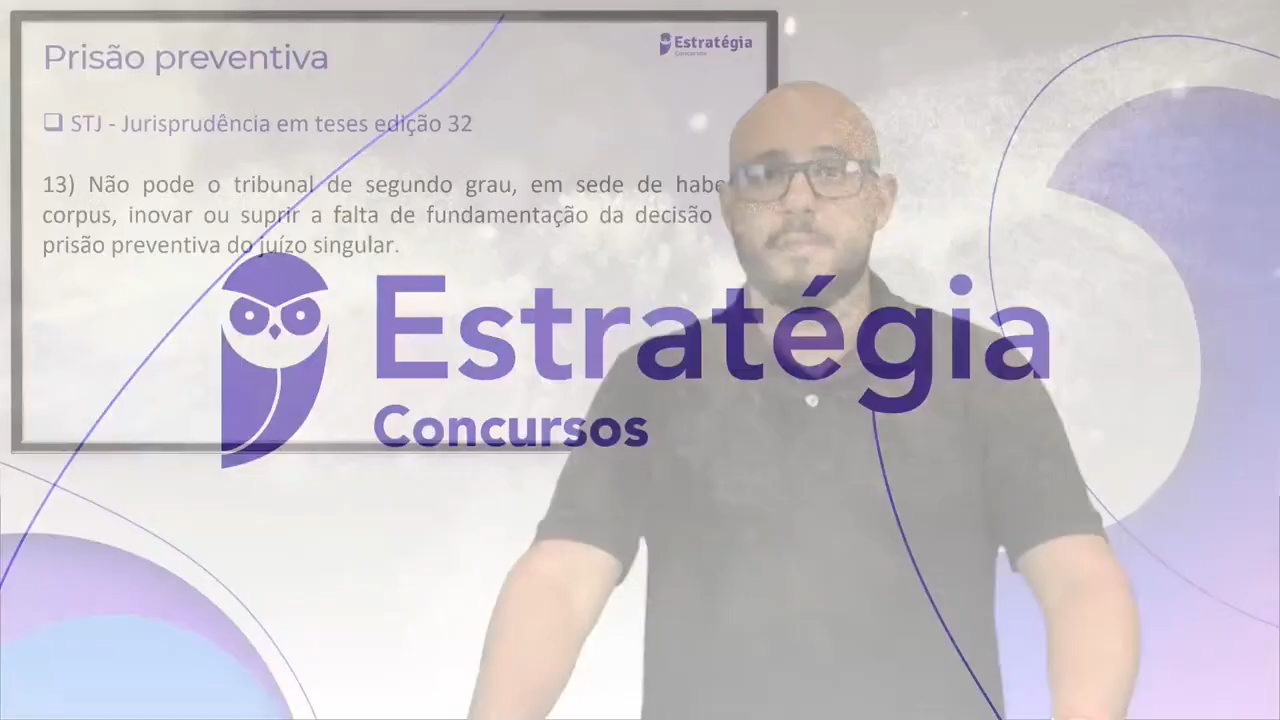 Prisão preventiva
Estratégia
Concursos
❑ STJ - Jurisprudência em teses edição 32
13) Não pode o tribunal de segundo grau, em sede de habe
corpus, inovar ou suprir a falta de fundamentação da decisão
prisão preventiva do juízo singular.
Estratégia
Concursos